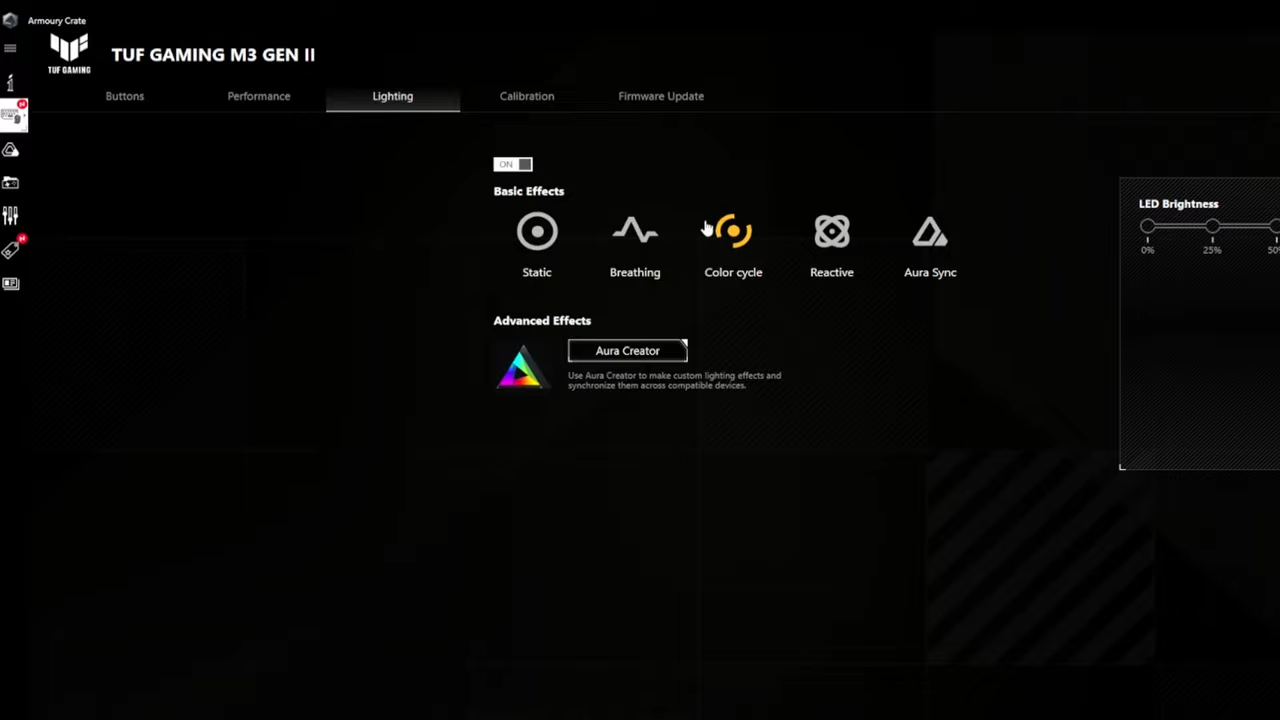 Armoury Crate
TUF GAMING
TUF GAMING M3 GEN II
Buttons
Performance
Lighting
Calibration
Firmware Update
ON
Basic Effects
Static
Breathing
Color cycle
Reactive
Aura Sync
Advanced Effects
Aura Creator
Use Aura Creator to make custom lighting effects and
synchronize them across compatible devices.
LED Brightness
0%
25%